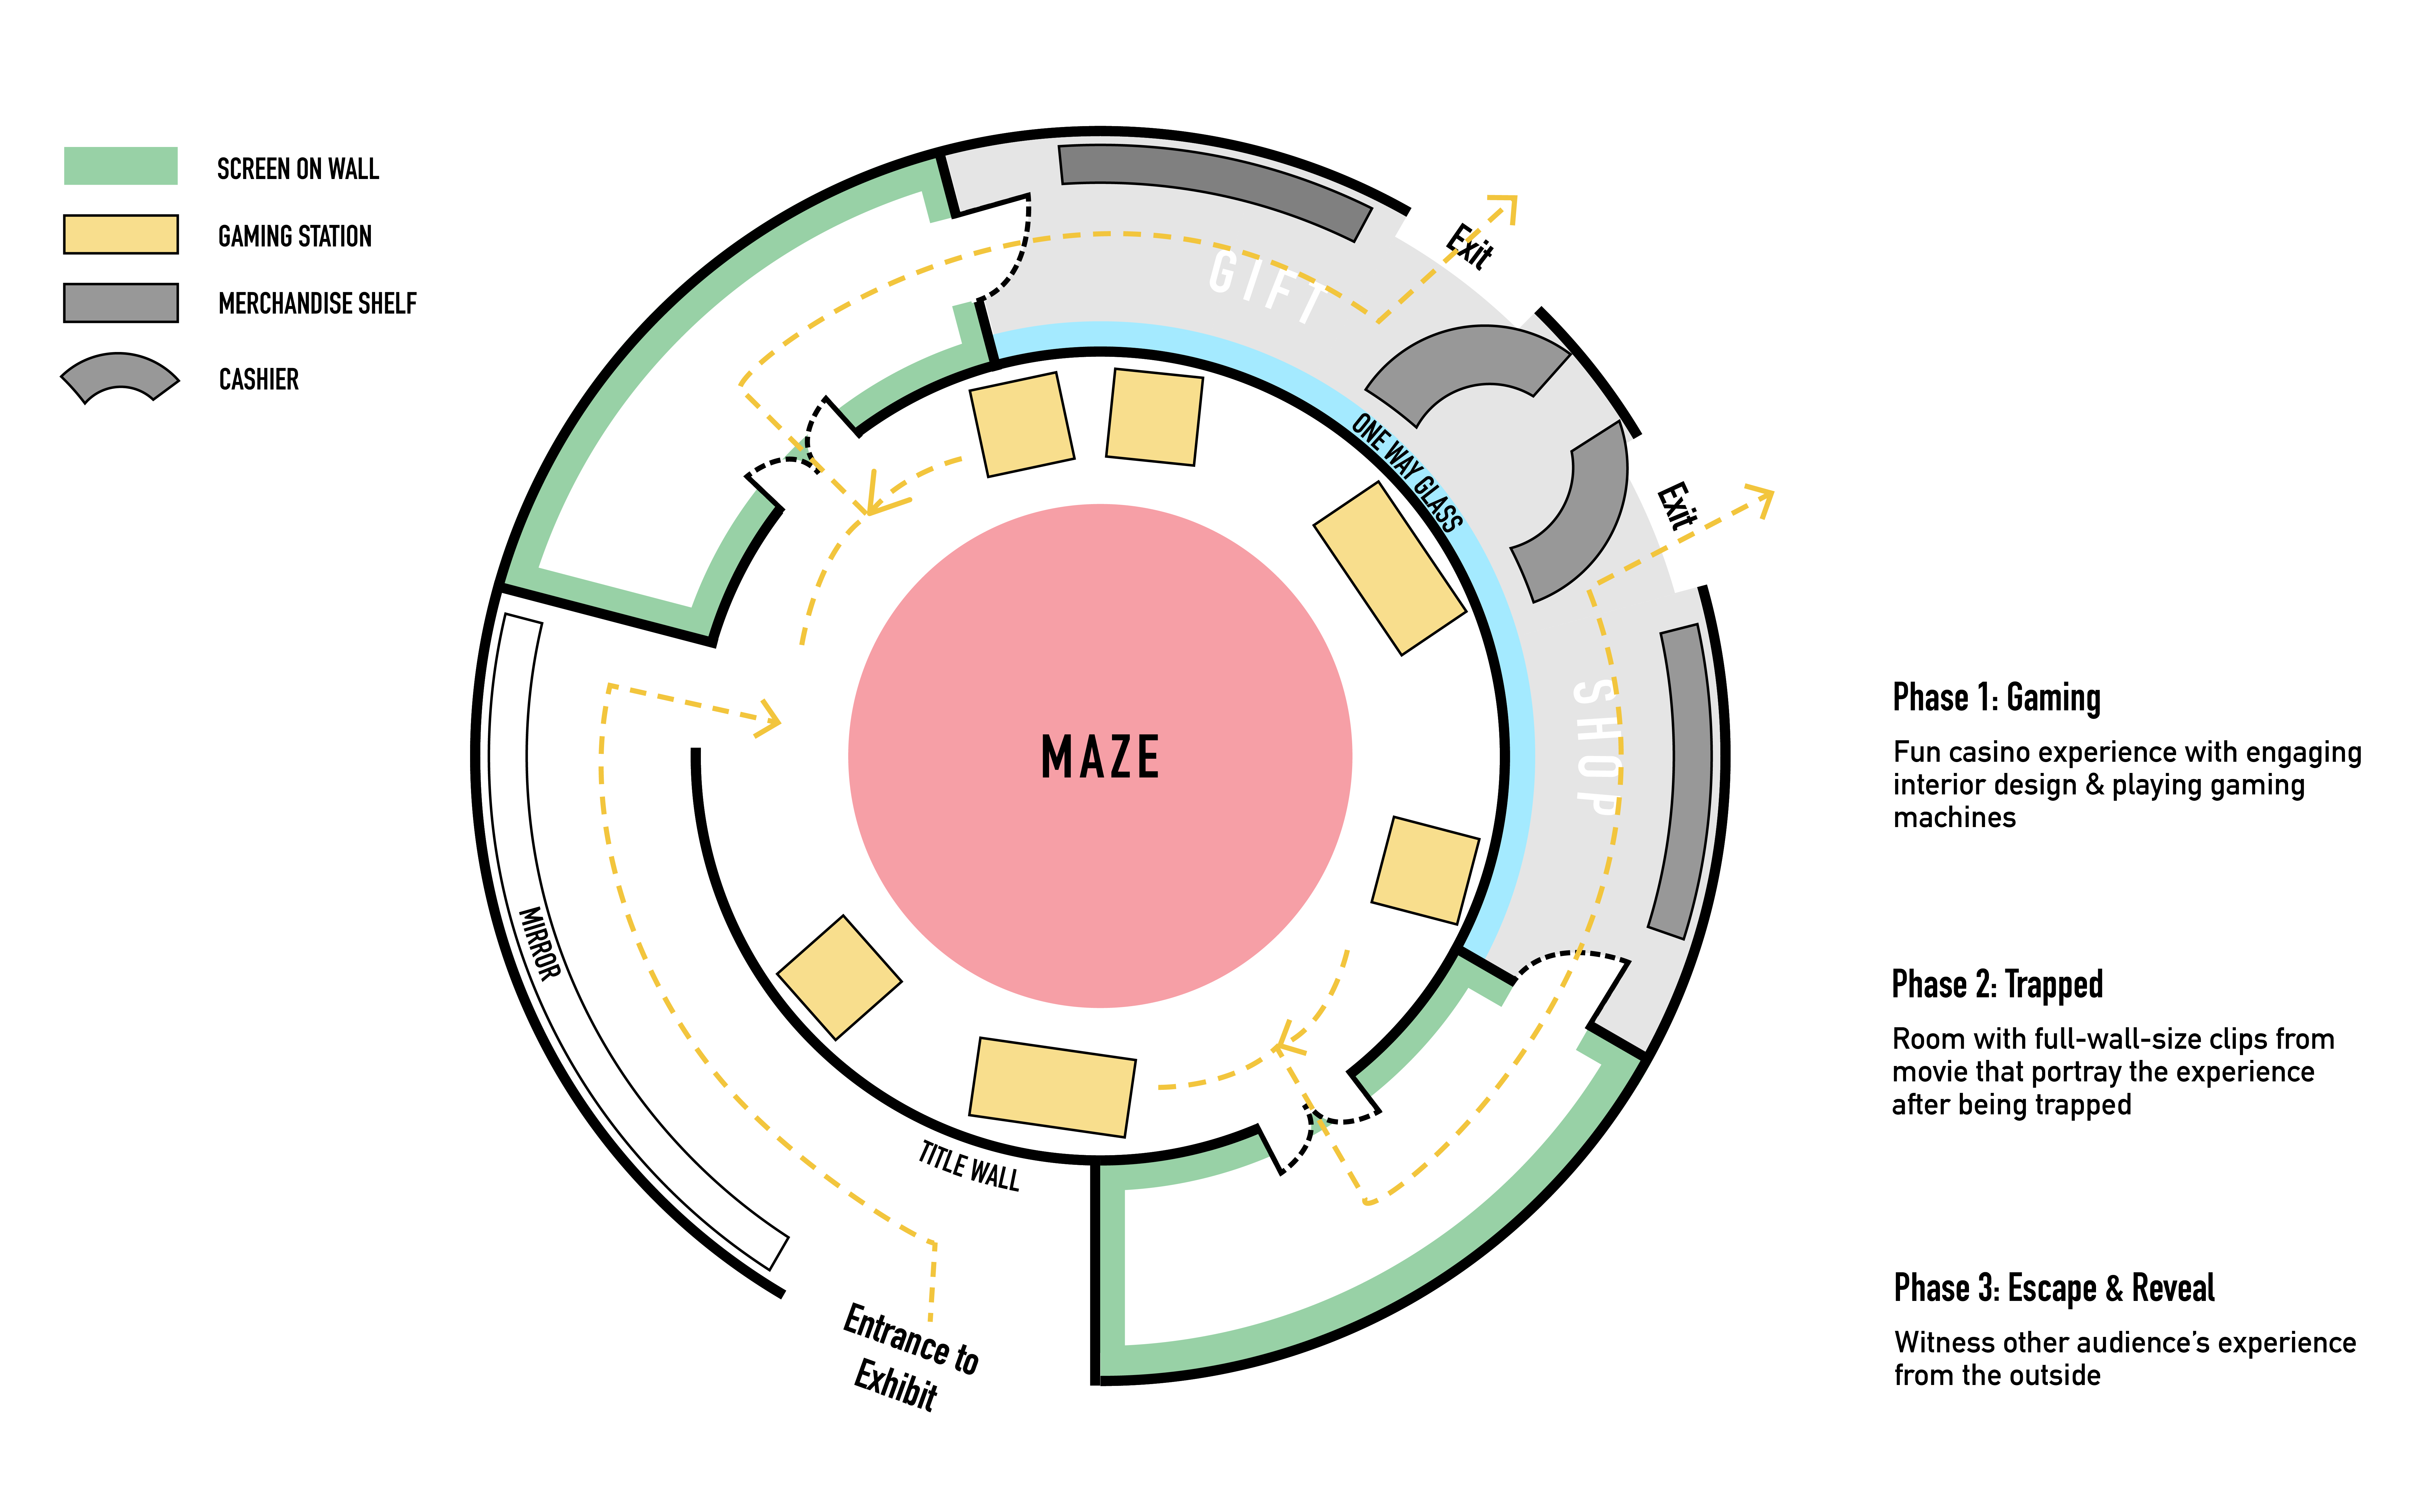 SCREEN ON WALL
GAMING STATION
MERCHANDISE SHELF
CASHIER
GIFT
Exit
ONE WAY GLASS
Exit
SHOP
MAZE
MIRROR
TITLE WALL
Entrance to
Exhibit
Phase 1: Gaming
Fun casino experience with engaging
interior design & playing gaming
machines
Phase 2: Trapped
Room with full-wall-size clips from
movie that portray the experience
after being trapped
Phase 3: Escape & Reveal
Witness other audience’s experience
from the outside